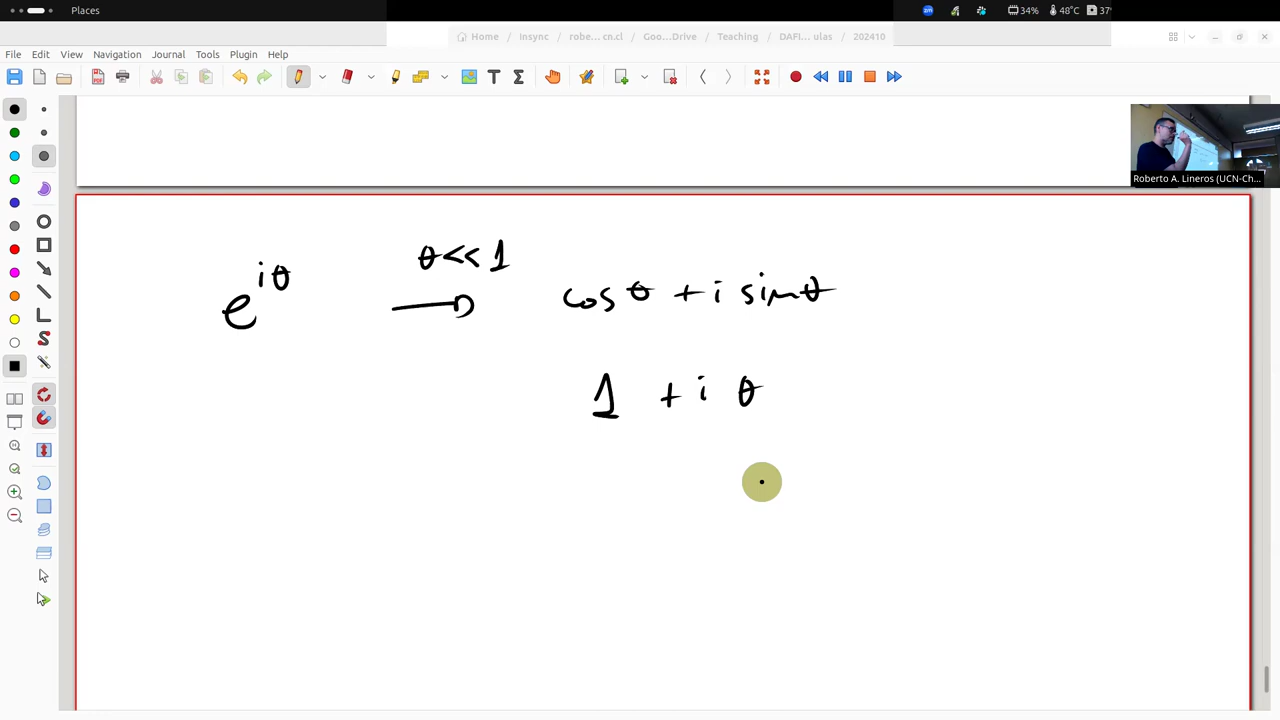 Places
34% 48°C 37°
Home Insync robe... cn.cl Goo...Drive Teaching DAFI... ulas 202410
File Edit View Navigation Journal Tools Plugin Help
Roberto A. Lineros (UCN-Ch...
e^{iθ} θ<<1 cos θ + i sin θ
1 + i θ